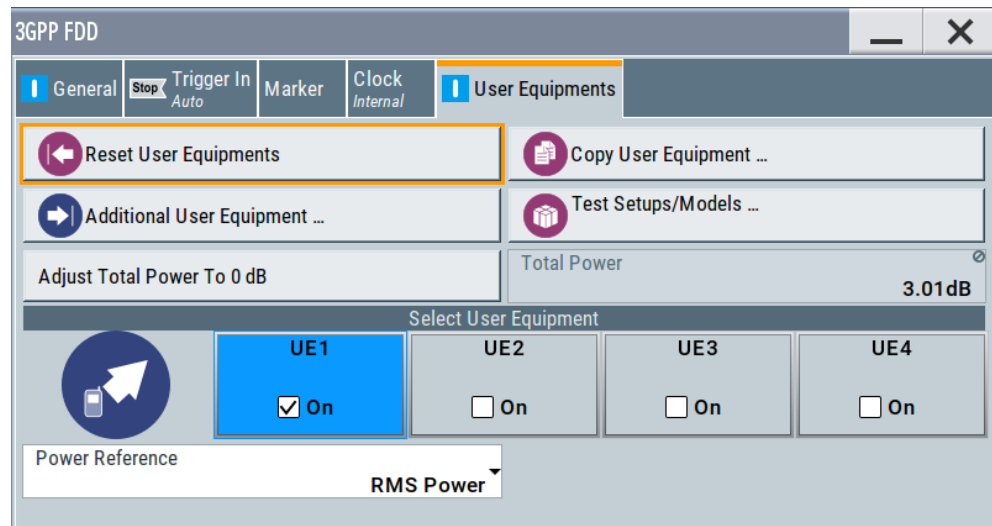 3GPP FDD
General
Stop
Trigger In
Auto
Marker
Clock
Internal
User Equipments
Reset User Equipments
Copy User Equipment ...
Additional User Equipment ...
Test Setups/Models ...
Adjust Total Power To 0 dB
Total Power
3.01dB
Select User Equipment
UE1
UE2
UE3
UE4
On
On
On
On
Power Reference
RMS Power